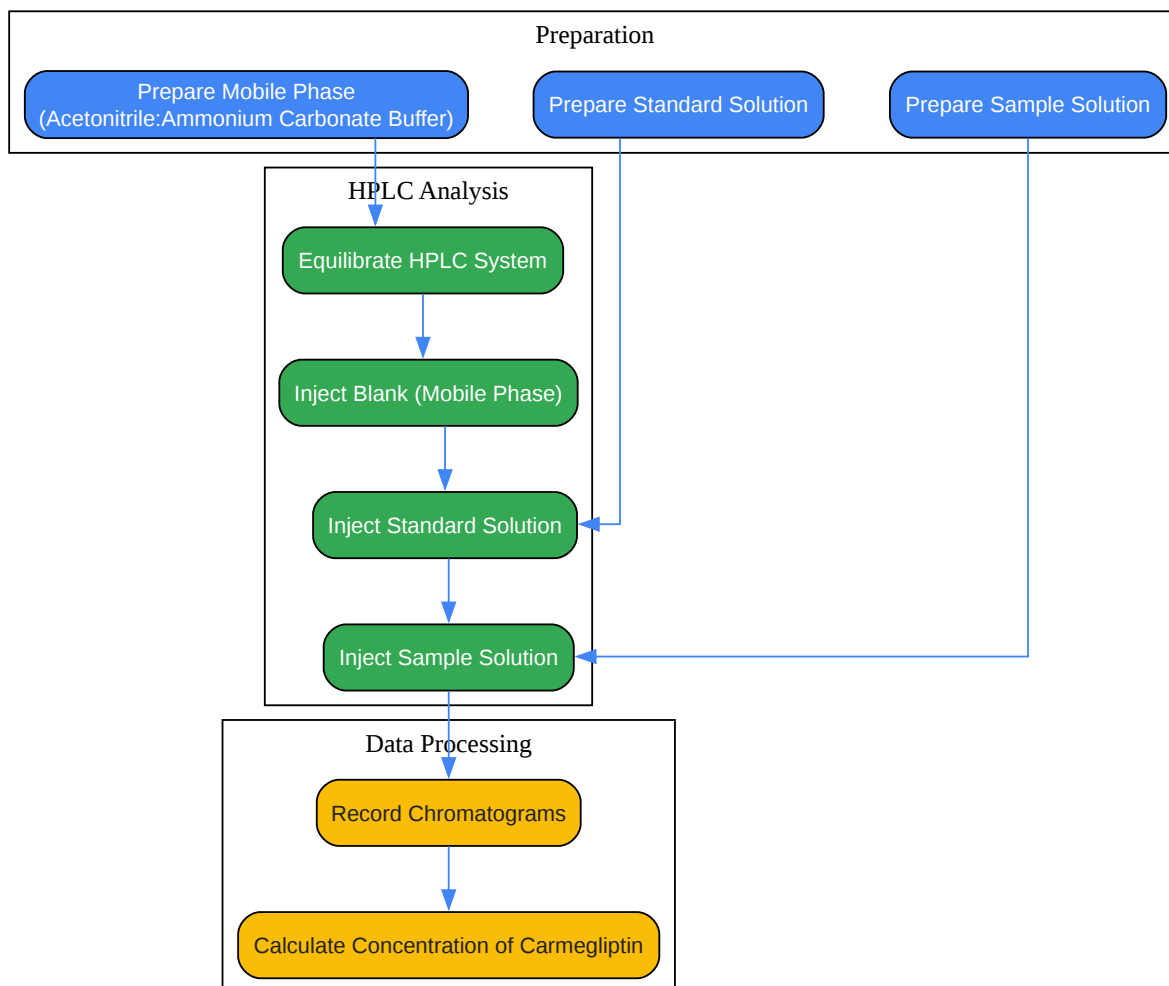 Preparation
Prepare Mobile Phase
(Acetonitrile:Ammonium Carbonate Buffer)
Prepare Standard Solution
Prepare Sample Solution
HPLC Analysis
Equilibrate HPLC System
Inject Blank (Mobile Phase)
Inject Standard Solution
Inject Sample Solution
Data Processing
Record Chromatograms
Calculate Concentration of Carmegliptin